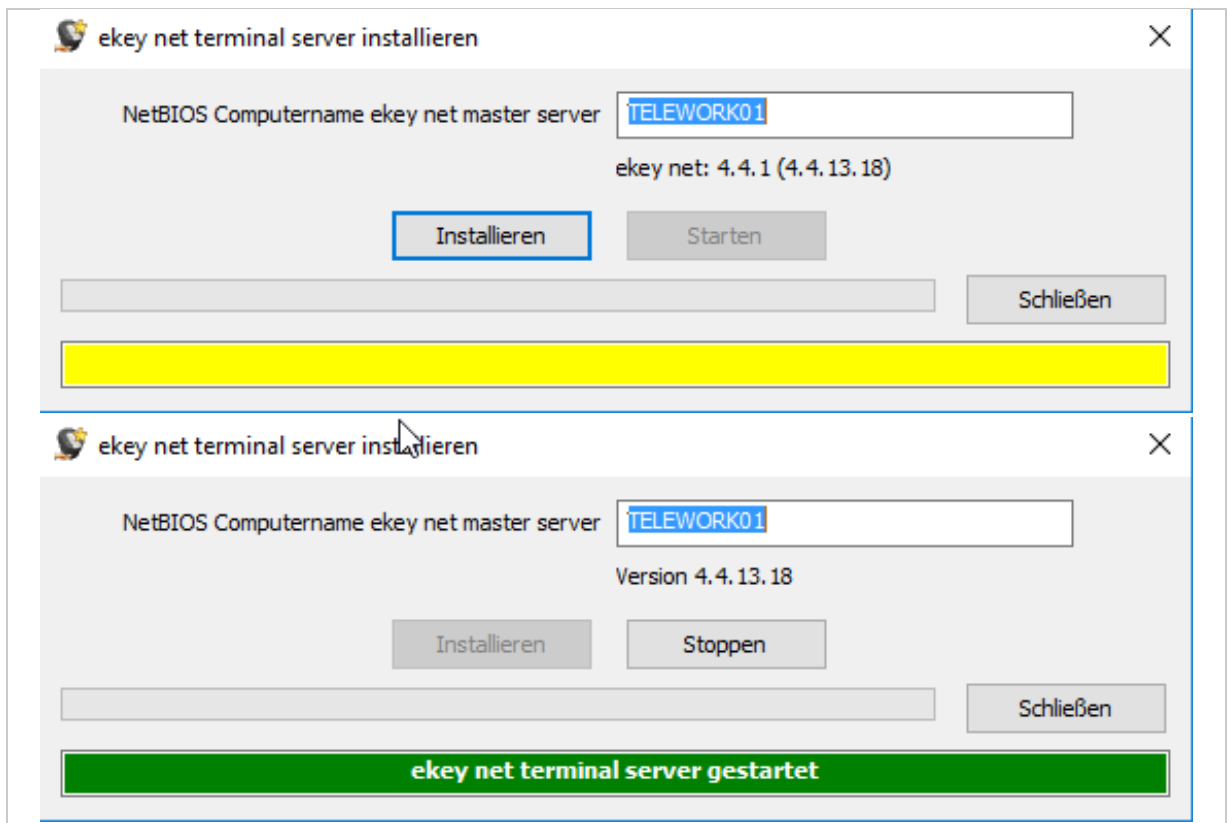 ekey net terminal server installieren
NetBIOS Computername ekey net master server TELEWORK01
ekey net: 4.4.1 (4.4.13.18)
Installieren Starten
Schließen
ekey net terminal server installieren
NetBIOS Computername ekey net master server TELEWORK01
Version 4.4.13.18
Installieren Stoppen
Schließen
ekey net terminal server gestartet